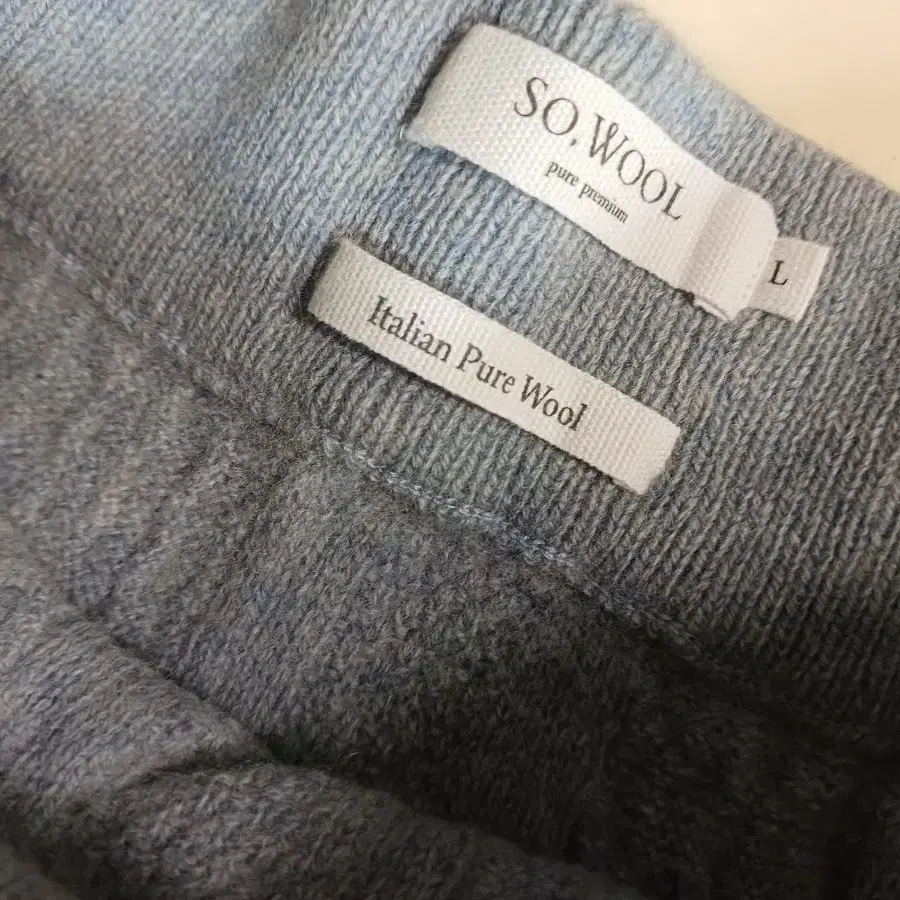 SO, WOOL
pure premium
L
Italian Pure Wool